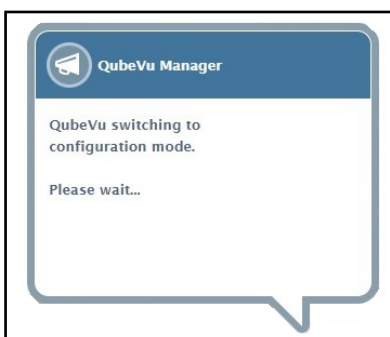 QubeVu Manager
QubeVu switching to
configuration mode.
Please wait...